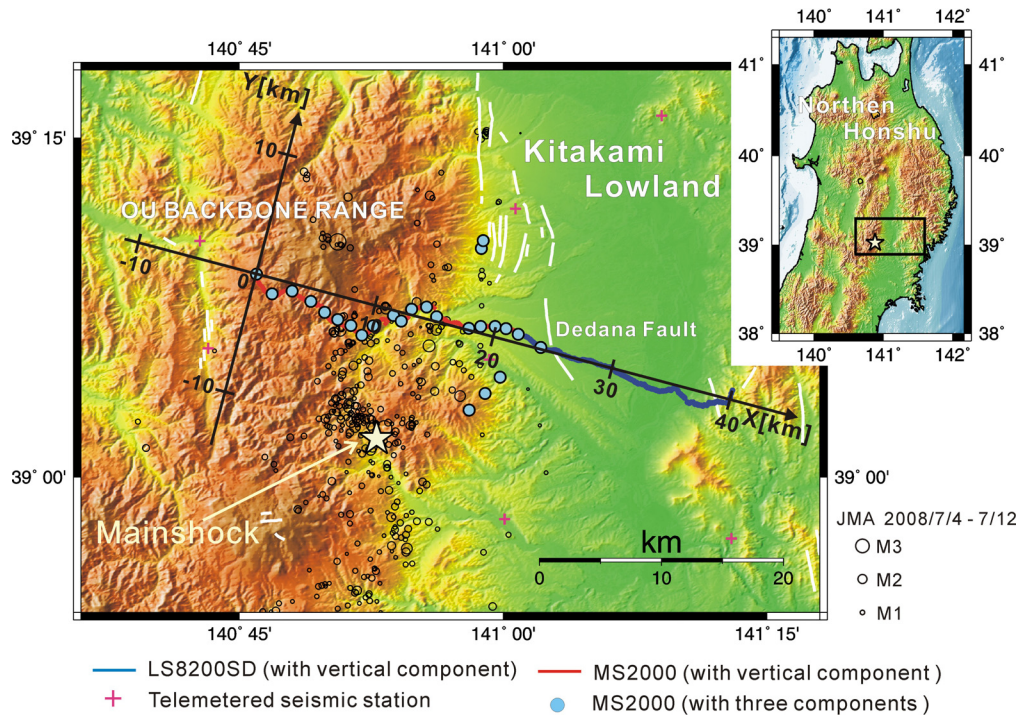 140° 45'
141° 00'
140°
141°
142°
Y[km]
41°
41°
39° 15'
10
Kitakami
Lowland
Northen
Honshu
40°
40°
OU BACKBONE RANGE
-10
0
39°
39°
10
Dedana Fault
20
38°
38°
-10
30
140°
141°
142°
40
X[km]
39° 00'
39° 00'
Mainshock
JMA 2008/7/4 - 7/12
M3
km
M2
0
10
20
M1
140° 45'
141° 00'
141° 15'
LS8200SD (with vertical component)
MS2000 (with vertical component )
Telemetered seismic station
MS2000 (with three components )